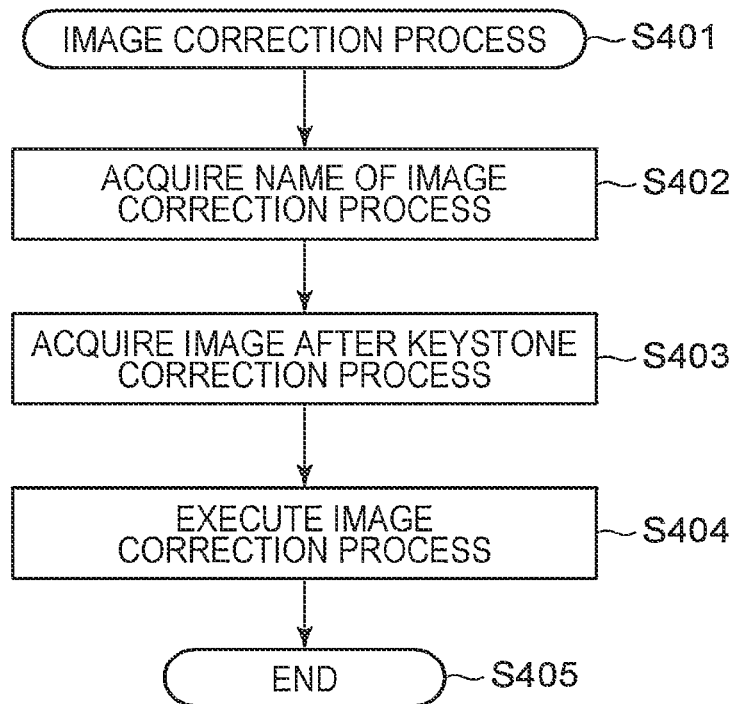 IMAGE CORRECTION PROCESS
S401
ACQUIRE NAME OF IMAGE
CORRECTION PROCESS
S402
ACQUIRE IMAGE AFTER KEYSTONE
CORRECTION PROCESS
S403
EXECUTE IMAGE
CORRECTION PROCESS
S404
END
S405